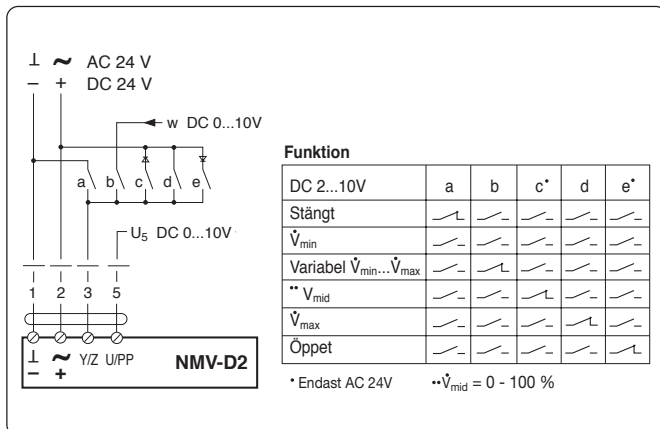 ⊥ ~ AC 24 V
− + DC 24 V
w DC 0...10V
a b c d e
U₅ DC 0...10V
1 2 3 5
⊥ ~ Y/Z U/PP NMV-D2
− +
Funktion
DC 2...10V a b c• d e•
Stängt
V̇min
Variabel V̇min...V̇max
•• Vmid
V̇max
Öppet
• Endast AC 24V ••V̇mid = 0 - 100 %